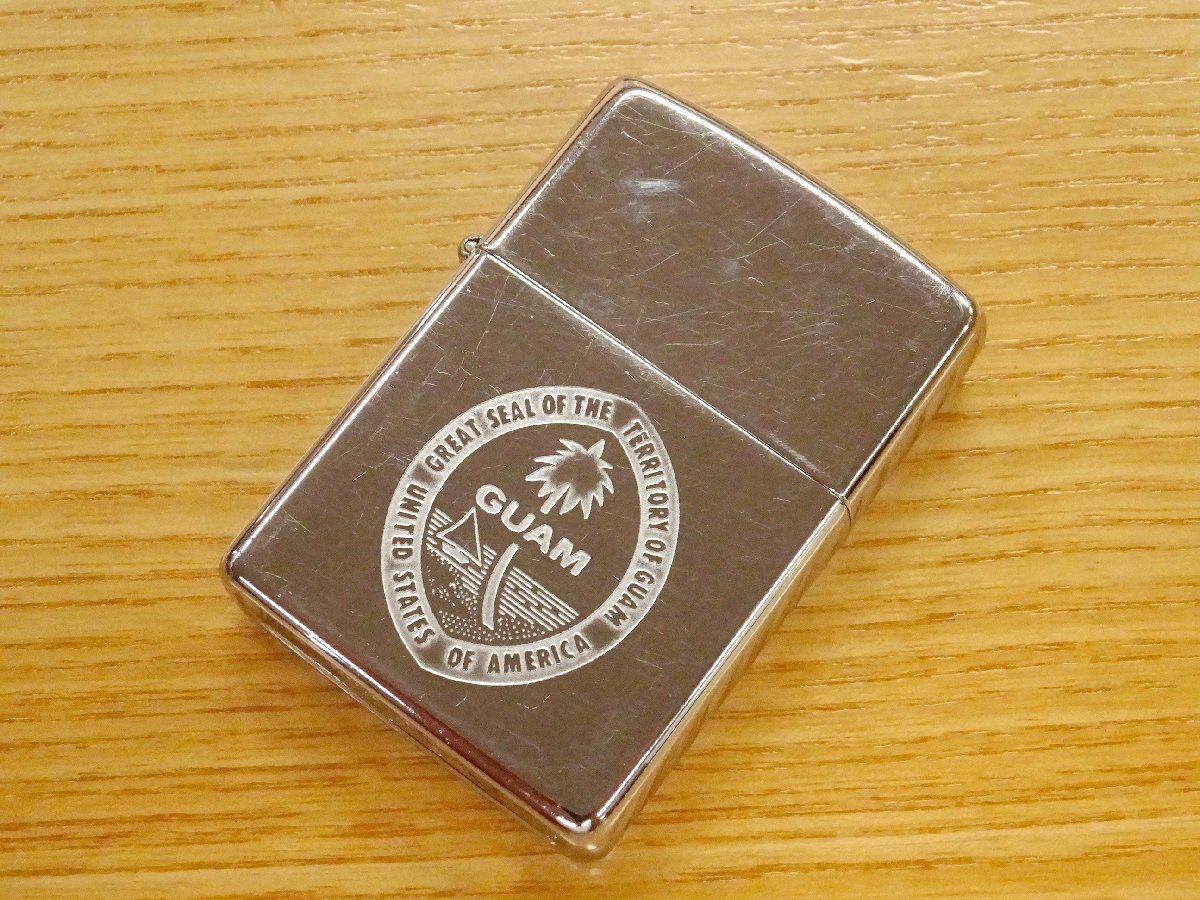 GREAT SEAL OF THE TERRITORY OF GUAM
GUAM
UNITED STATES OF AMERICA